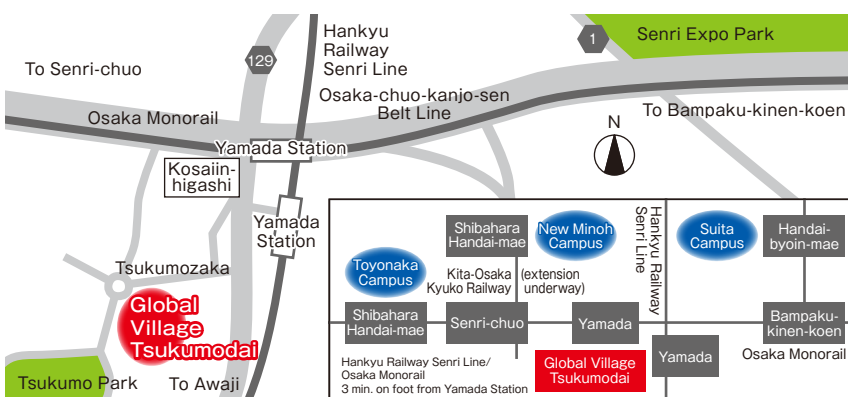 Hankyu
Railway
Senri Line
1
Senri Expo Park
129
To Senri-chuo
Osaka-chuo-kanjo-sen
Belt Line
To Bampaku-kinen-koen
Osaka Monorail
N
Yamada Station
Kosaiin-
higashi
Yamada
Station
Tsukumozaka
Global
Village
Tsukumodai
Tsukumo Park
To Awaji
Shibahara
Handai-mae
New Minoh
Campus
Hankyu Railway
Senri Line
Suita
Campus
Handai-
byoin-mae
Toyonaka
Campus
Kita-Osaka
Kyuko Railway
(extension
underway)
Shibahara
Handai-mae
Senri-chuo
Yamada
Bampaku-
kinen-koen
Osaka Monorail
Yamada
Global Village
Tsukumodai
Hankyu Railway Senri Line/
Osaka Monorail
3 min. on foot from Yamada Station